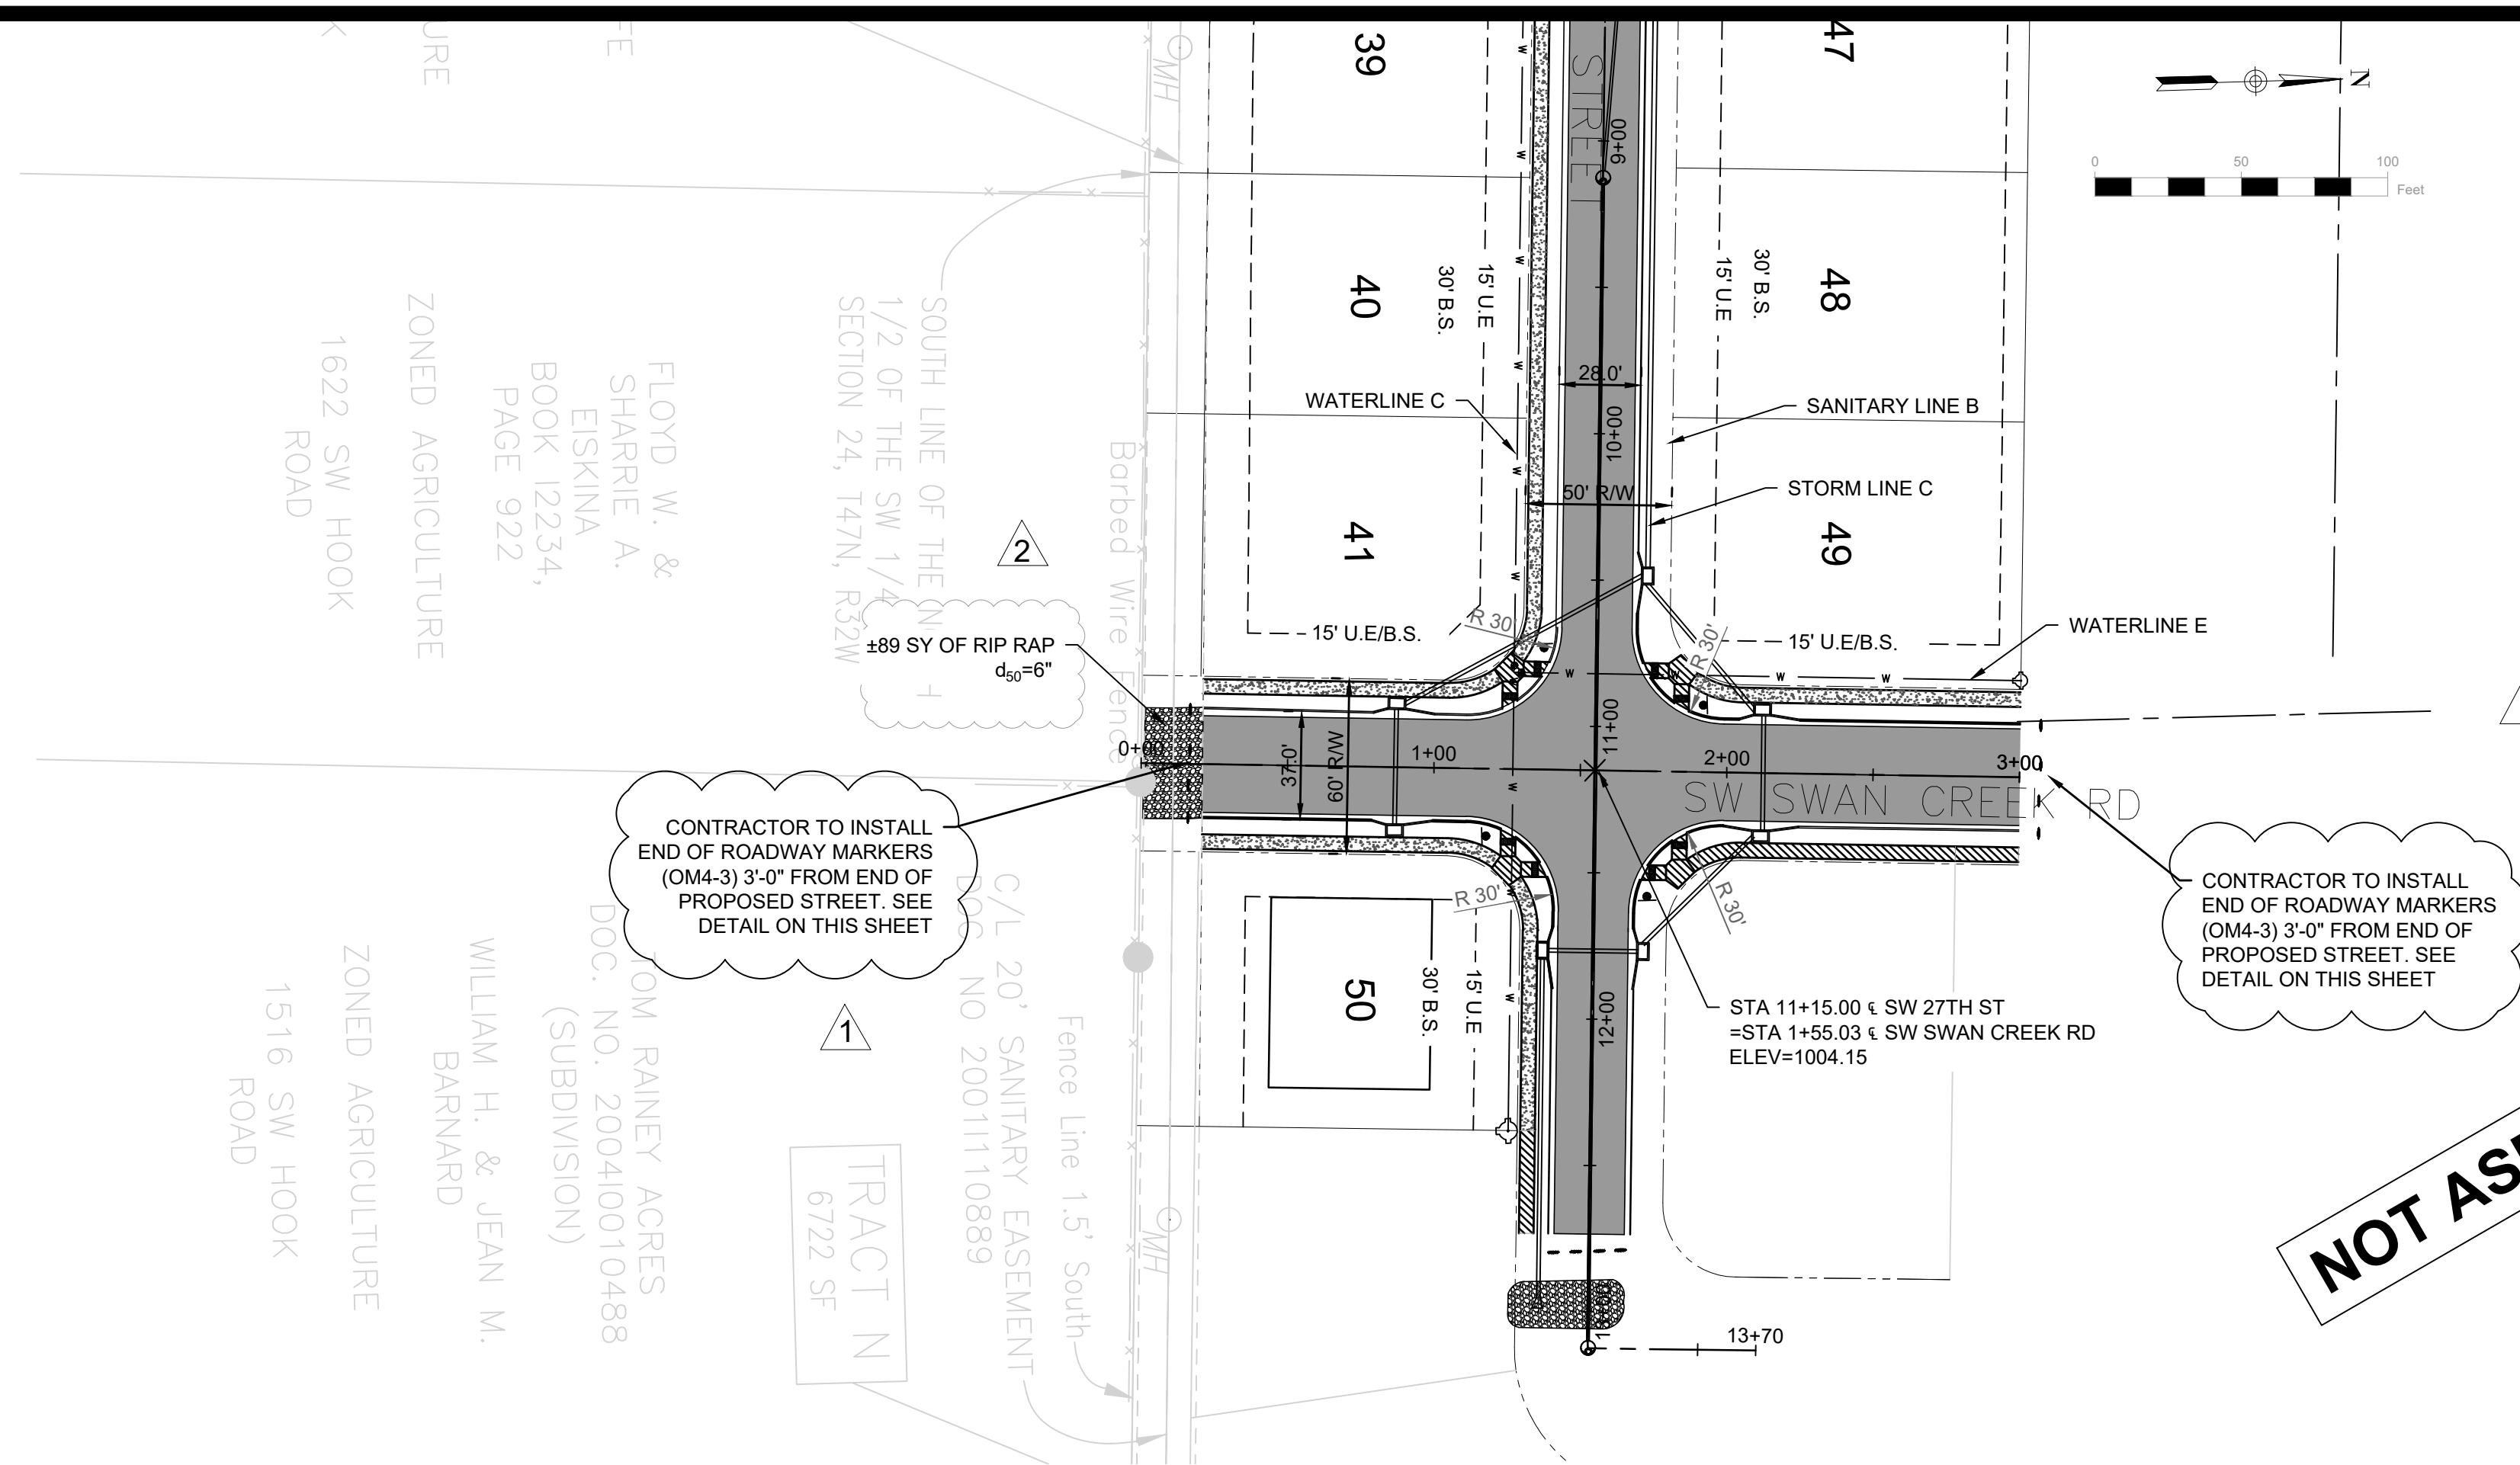 39
47
STREET
9+00
N
0 50 100
Feet
MH
40
30' B.S.
15' U.E
15' U.E
30' B.S.
48
28.0'
WATERLINE C
SANITARY LINE B
10+00
50' R/W
STORM LINE C
41
49
FLOYD W. &
SHARRIE A.
EISKINA
BOOK I2234,
PAGE 922
ZONED AGRICULTURE
1622 SW HOOK
ROAD
SOUTH LINE OF THE N
1/2 OF THE SW 1/4
SECTION 24, T47N, R32W
Barbed Wire Fence
2
±89 SY OF RIP RAP
d50=6"
15' U.E/B.S.
R 30'
R 30'
15' U.E/B.S.
WATERLINE E
W
0+00
37.0'
60' R/W
1+00
11+00
2+00
3+00
SW SWAN CREEK RD
CONTRACTOR TO INSTALL
END OF ROADWAY MARKERS
(OM4-3) 3'-0" FROM END OF
PROPOSED STREET. SEE
DETAIL ON THIS SHEET
1
CONTRACTOR TO INSTALL
END OF ROADWAY MARKERS
(OM4-3) 3'-0" FROM END OF
PROPOSED STREET. SEE
DETAIL ON THIS SHEET
R 30'
R 30'
50
30' B.S.
15' U.E
12+00
STA 11+15.00 ℄ SW 27TH ST
=STA 1+55.03 ℄ SW SWAN CREEK RD
ELEV=1004.15
TOM RAINEY ACRES
DOC. NO. 2004I0010488
(SUBDIVISION)
WILLIAM H. & JEAN M.
BARNARD
ZONED AGRICULTURE
1516 SW HOOK
ROAD
C/L 20' SANITARY EASEMENT
DOC NO 2001I1110889
Fence Line 1.5' South
MH
TRACT N
6722 SF
13+70
NOT AS